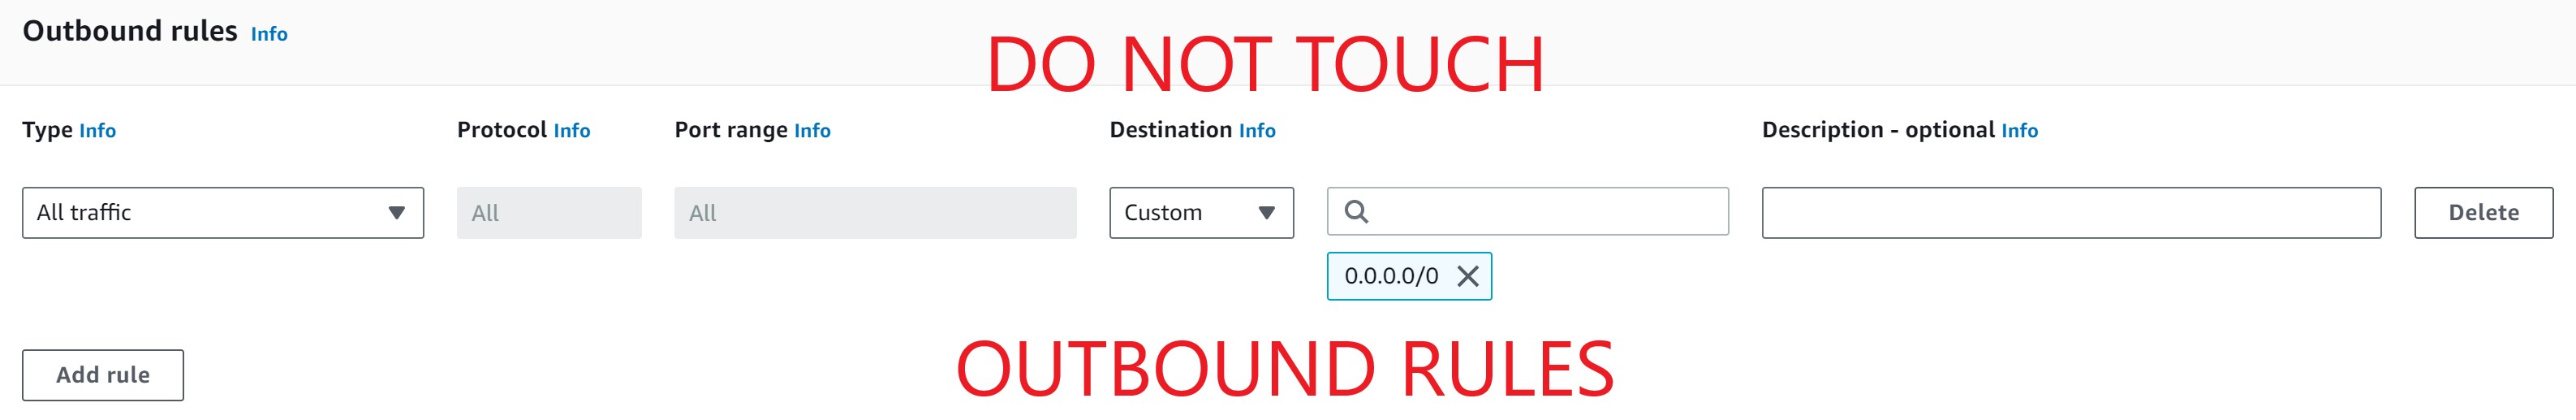 Outbound rules Info
DO NOT TOUCH
Type Info
Protocol Info
Port range Info
Destination Info
Description - optional Info
All traffic
All
All
Custom
Delete
0.0.0.0/0
OUTBOUND RULES
Add rule